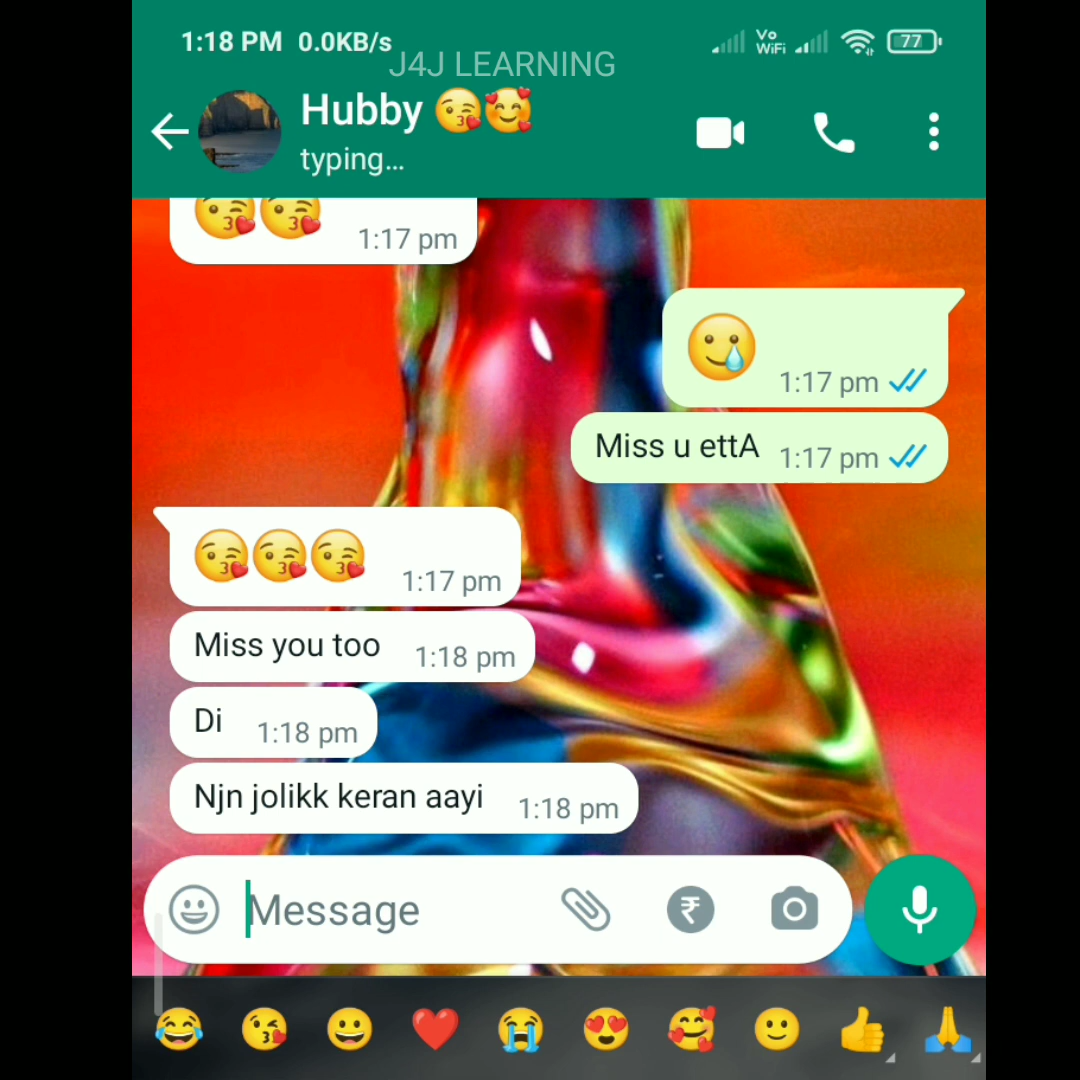 1:18 PM 0.0KB/s Vo WiFi 77
J4J LEARNING
Hubby 😘🥰
typing...
😘😘 1:17 pm
🥲 1:17 pm
Miss u ettA 1:17 pm
😘😘😘 1:17 pm
Miss you too 1:18 pm
Di 1:18 pm
Njn jolikk keran aayi 1:18 pm
Message ₹